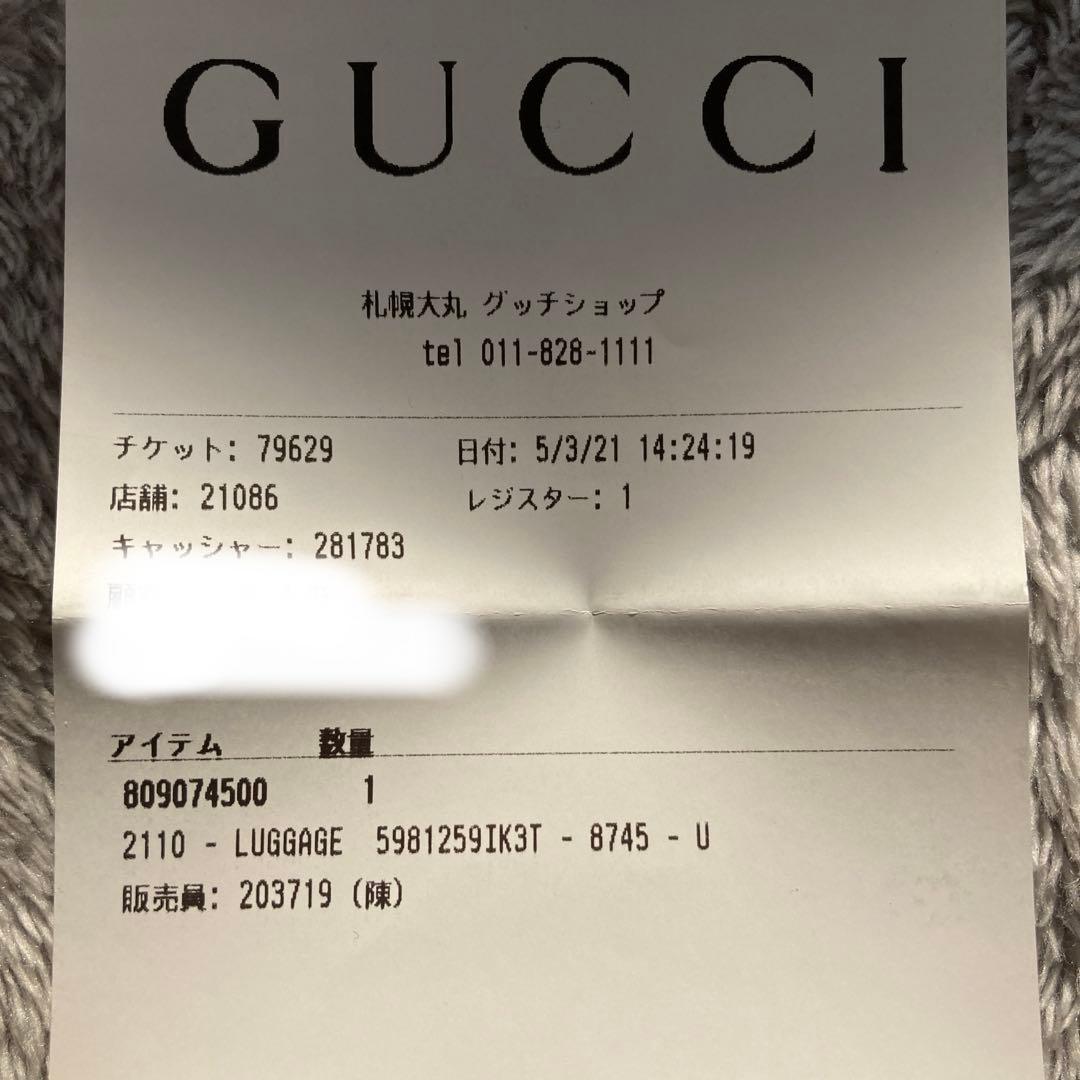 GUCCI
札幌大丸 グッチショップ
tel 011-828-1111
チケット: 79629 日付: 5/3/21 14:24:19
店舗: 21086 レジスター: 1
キャッシャー: 281783
アイテム 数量
809074500 1
2110 - LUGGAGE 5981259IK3T - 8745 - U
販売員: 203719 (陳)